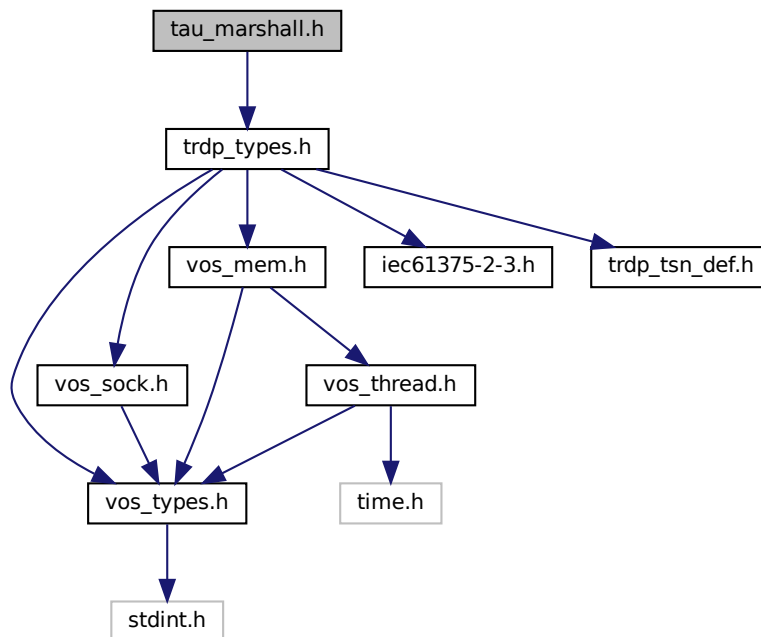 tau_marshall.h
trdp_types.h
vos_mem.h
iec61375-2-3.h
trdp_tsn_def.h
vos_sock.h
vos_thread.h
vos_types.h
time.h
stdint.h